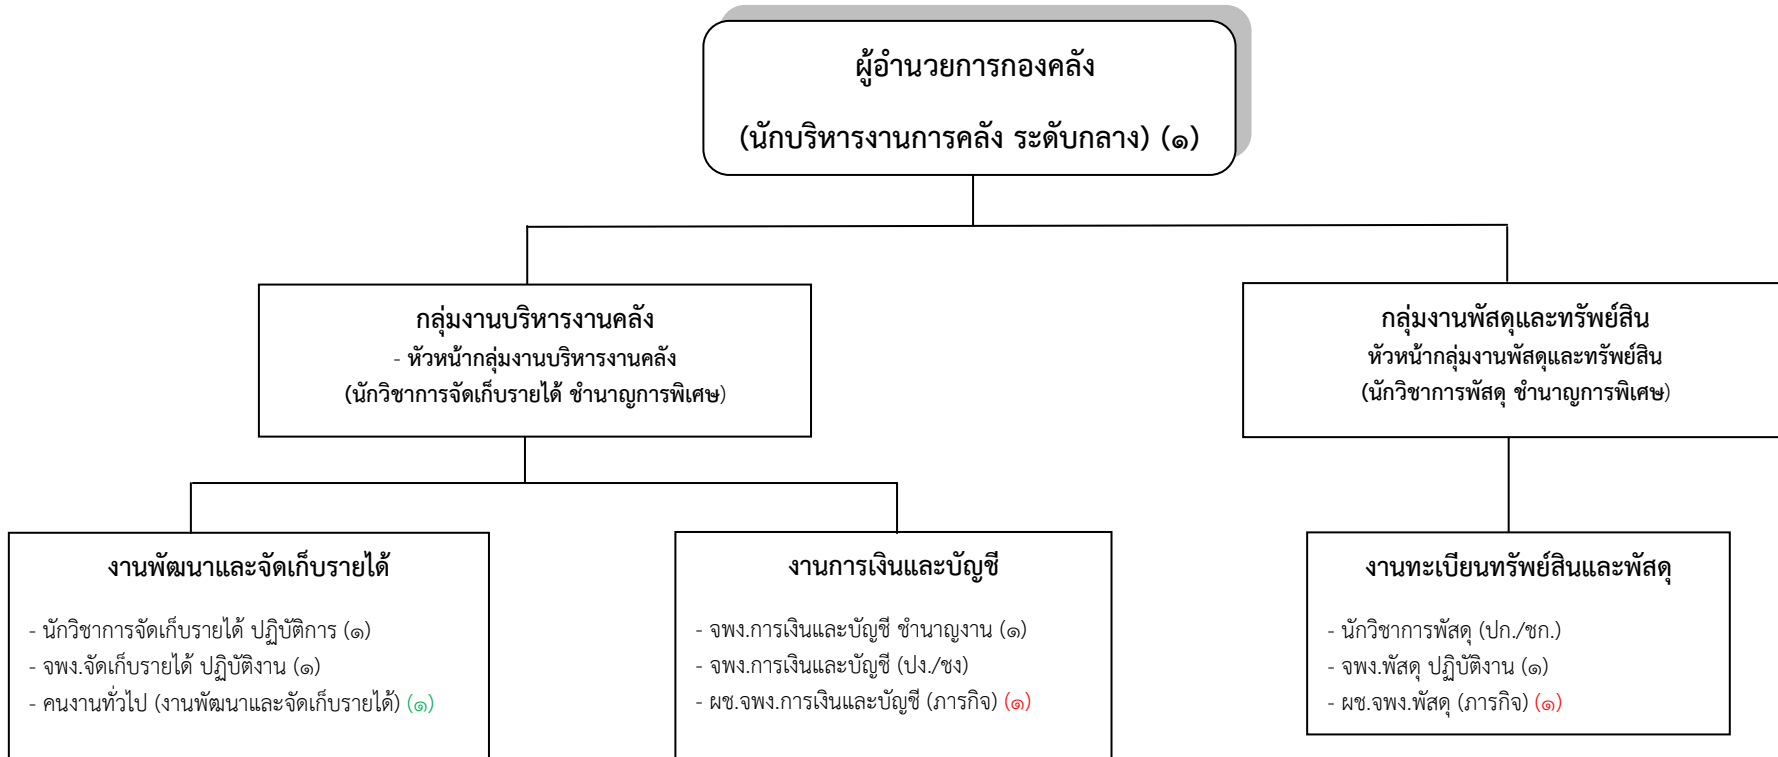 ผู้อำนวยการกองคลัง
(นักบริหารงานการคลัง ระดับกลาง) (๑)
กลุ่มงานบริหารงานคลัง
- หัวหน้ากลุ่มงานบริหารงานคลัง
(นักวิชาการจัดเก็บรายได้ ชำนาญการพิเศษ)
กลุ่มงานพัสดุและทรัพย์สิน
หัวหน้ากลุ่มงานพัสดุและทรัพย์สิน
(นักวิชาการพัสดุ ชำนาญการพิเศษ)
งานพัฒนาและจัดเก็บรายได้
- นักวิชาการจัดเก็บรายได้ ปฏิบัติการ (๑)
- จพง.จัดเก็บรายได้ ปฏิบัติงาน (๑)
- คนงานทั่วไป (งานพัฒนาและจัดเก็บรายได้) (๑)
งานการเงินและบัญชี
- จพง.การเงินและบัญชี ชำนาญงาน (๑)
- จพง.การเงินและบัญชี (ปง./ชง)
- ผช.จพง.การเงินและบัญชี (ภารกิจ) (๑)
งานทะเบียนทรัพย์สินและพัสดุ
- นักวิชาการพัสดุ (ปก./ชก.)
- จพง.พัสดุ ปฏิบัติงาน (๑)
- ผช.จพง.พัสดุ (ภารกิจ) (๑)